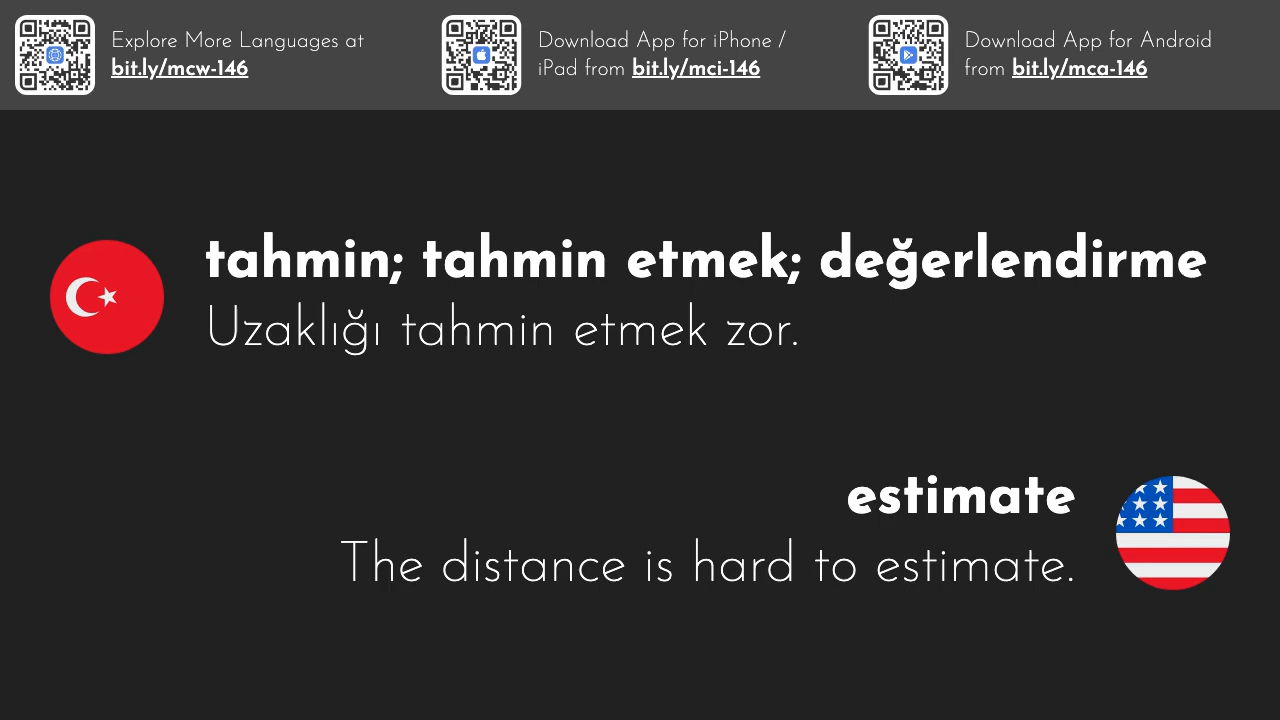 Explore More Languages at
bit.ly/mcw-146
Download App for iPhone /
iPad from bit.ly/mci-146
Download App for Android
from bit.ly/mca-146
tahmin; tahmin etmek; değerlendirme
Uzaklığı tahmin etmek zor.
estimate
The distance is hard to estimate.